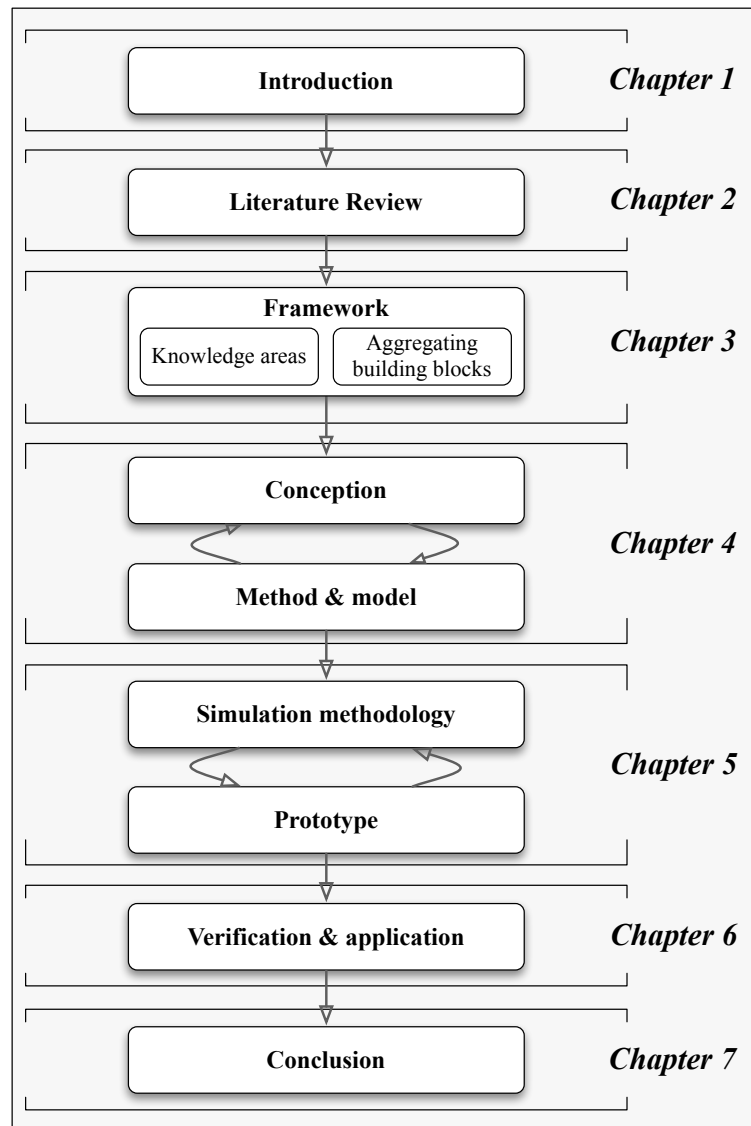 Introduction
Chapter 1
Literature Review
Chapter 2
Framework
Knowledge areas
Aggregating
building blocks
Chapter 3
Conception
Method & model
Chapter 4
Simulation methodology
Prototype
Chapter 5
Verification & application
Chapter 6
Conclusion
Chapter 7